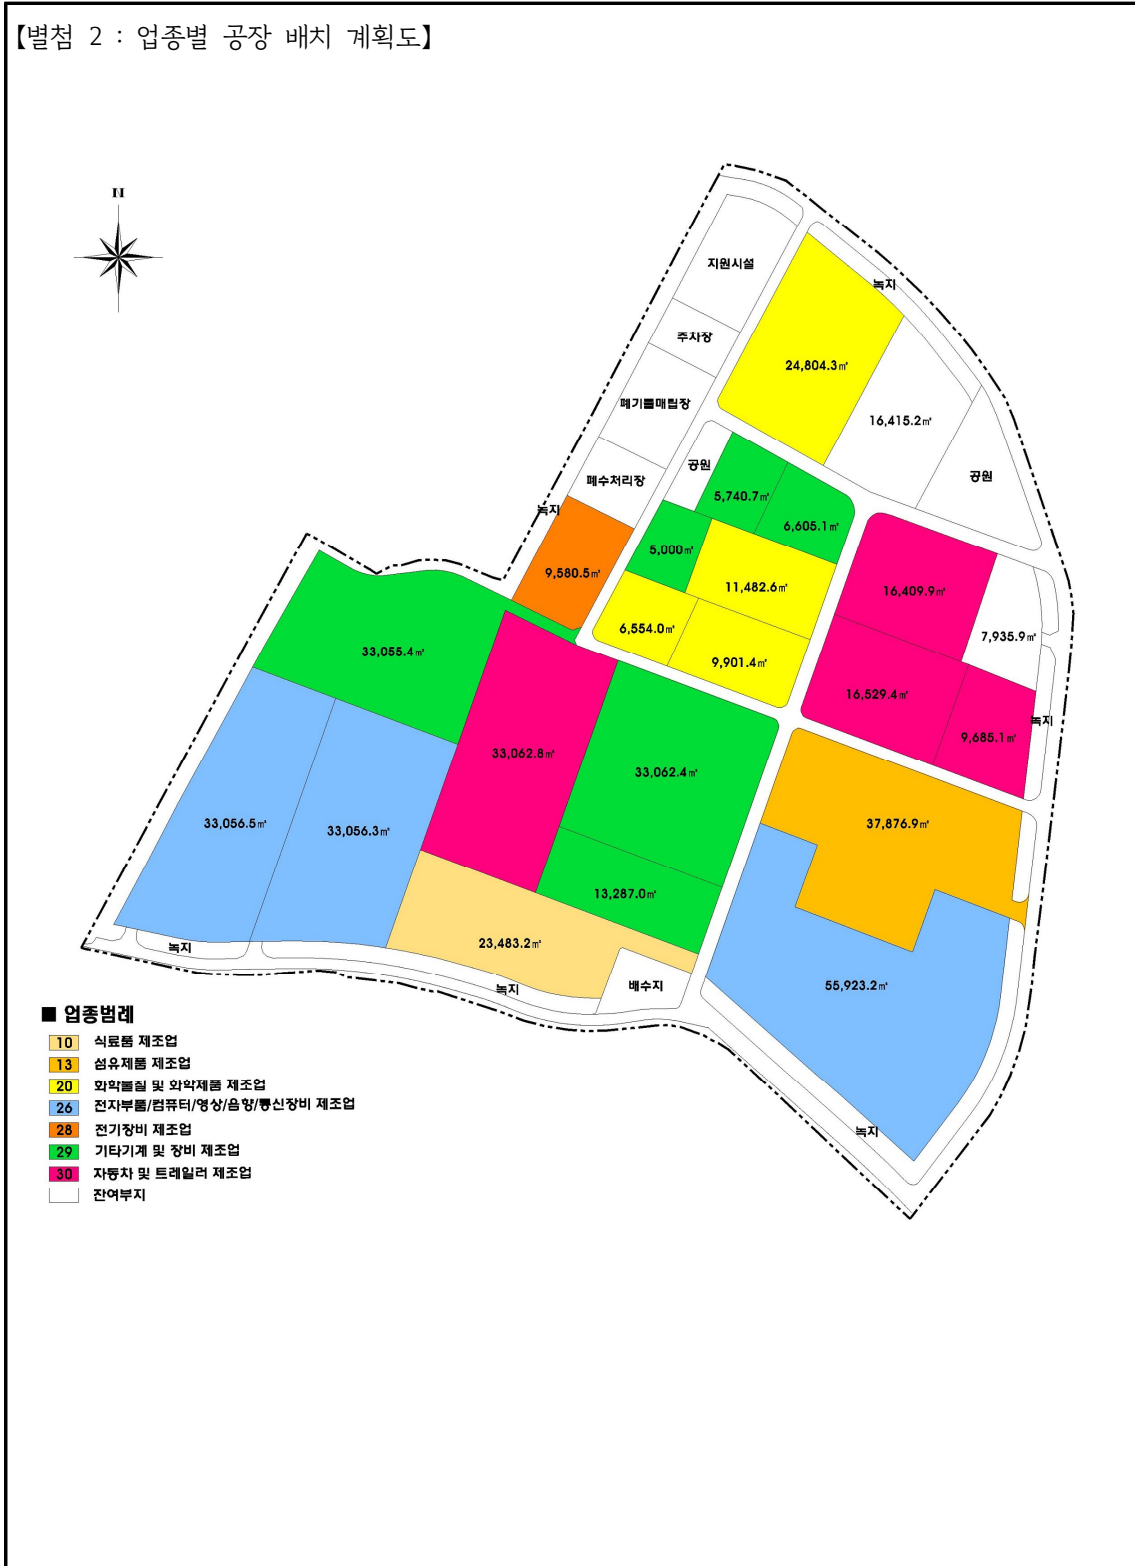 【별첨 2 : 업종별 공장 배치 계획도】
N
지원시설
녹지
주차장
24,804.3㎡
폐기물매립장
16,415.2㎡
공원
공원
폐수처리장
5,740.7㎡
녹지
6,605.1㎡
5,000㎡
9,580.5㎡
11,482.6㎡
16,409.9㎡
6,554.0㎡
7,935.9㎡
33,055.4㎡
9,901.4㎡
16,529.4㎡
녹지
9,685.1㎡
33,062.8㎡
33,062.4㎡
33,056.5㎡
33,056.3㎡
37,876.9㎡
13,287.0㎡
23,483.2㎡
녹지
배수지
55,923.2㎡
녹지
녹지
■ 업종범례
10 식료품 제조업
13 섬유제품 제조업
20 화학물질 및 화학제품 제조업
26 전자부품/컴퓨터/영상/음향/통신장비 제조업
28 전기장비 제조업
29 기타기계 및 장비 제조업
30 자동차 및 트레일러 제조업
잔여부지